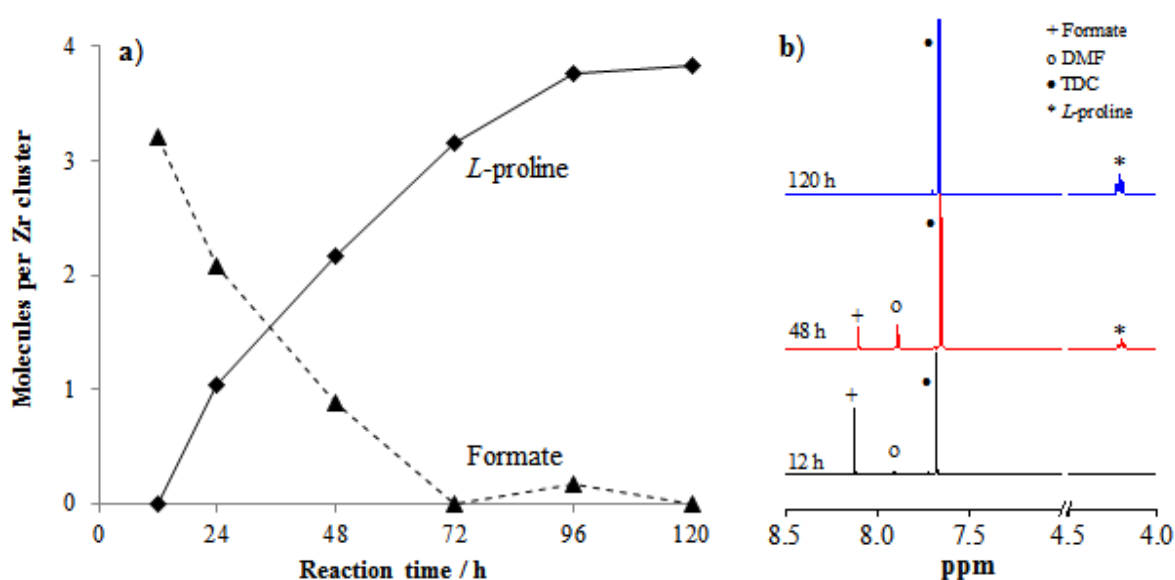 a)
4
3
2
1
0
Molecules per Zr cluster
L-proline
Formate
0 24 48 72 96 120
Reaction time / h
b)
+ Formate
o DMF
• TDC
* L-proline
•
*
120 h
•
+ o
*
48 h
+ o •
12 h
8.5 8.0 7.5 4.5 4.0
ppm